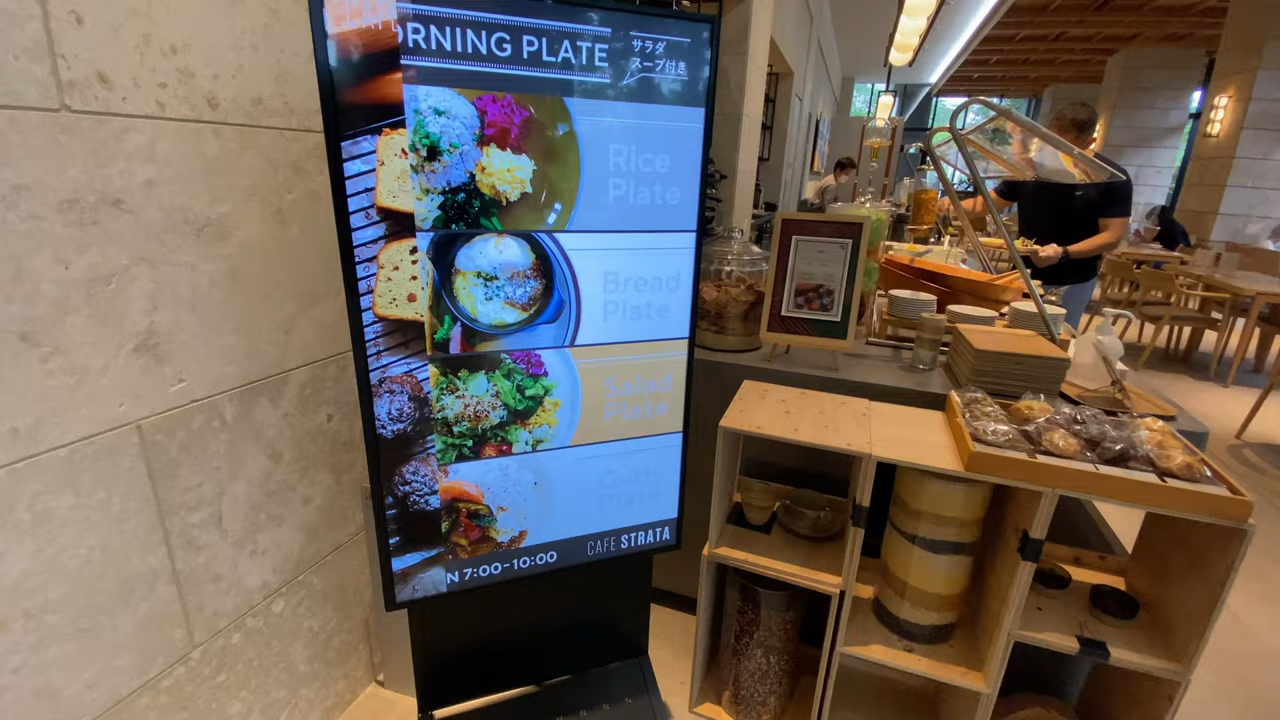 ORNING PLATE
サラダ
スープ付き
Rice
Plate
Bread
Plate
Salad
Plate
CAFE STRATA
N 7:00-10:00